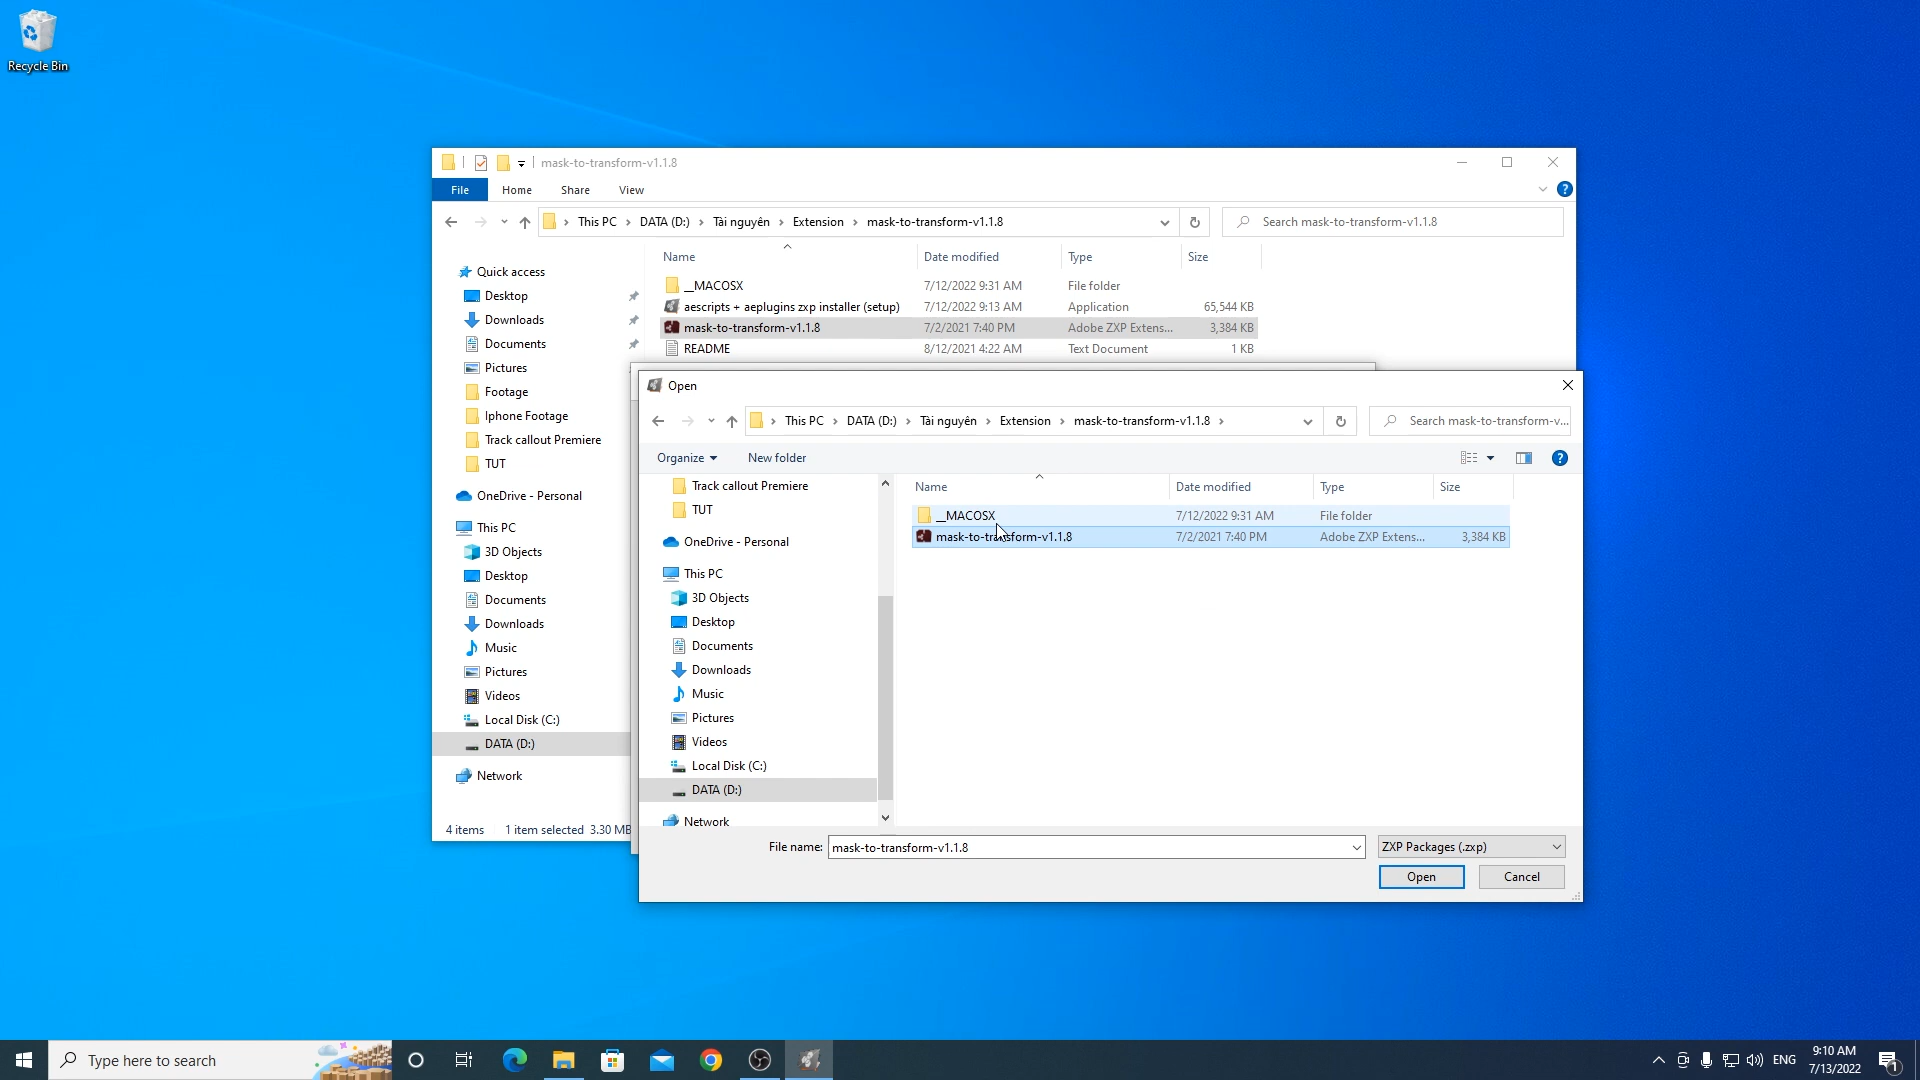 Recycle Bin
mask-to-transform-v1.1.8
File Home Share View
This PC DATA (D:) Tài nguyên Extension mask-to-transform-v1.1.8
Search mask-to-transform-v1.1.8
Name Date modified Type Size
__MACOSX 7/12/2022 9:31 AM File folder
aescripts + aeplugins zxp installer (setup) 7/12/2022 9:13 AM Application 65,544 KB
mask-to-transform-v1.1.8 7/2/2021 7:40 PM Adobe ZXP Extens... 3,384 KB
README 8/12/2021 4:22 AM Text Document 1 KB
Quick access
Desktop
Downloads
Documents
Pictures
Footage
Iphone Footage
Track callout Premiere
TUT
OneDrive - Personal
This PC
3D Objects
Desktop
Documents
Downloads
Music
Pictures
Videos
Local Disk (C:)
DATA (D:)
Network
4 items 1 item selected 3.30 MB
Open
This PC DATA (D:) Tài nguyên Extension mask-to-transform-v1.1.8
Search mask-to-transform-v...
Organize New folder
Track callout Premiere
TUT
OneDrive - Personal
This PC
3D Objects
Desktop
Documents
Downloads
Music
Pictures
Videos
Local Disk (C:)
DATA (D:)
Network
Name Date modified Type Size
__MACOSX 7/12/2022 9:31 AM File folder
mask-to-transform-v1.1.8 7/2/2021 7:40 PM Adobe ZXP Extens... 3,384 KB
File name: mask-to-transform-v1.1.8
ZXP Packages (.zxp)
Open Cancel
Type here to search
ENG
9:10 AM
7/13/2022
1